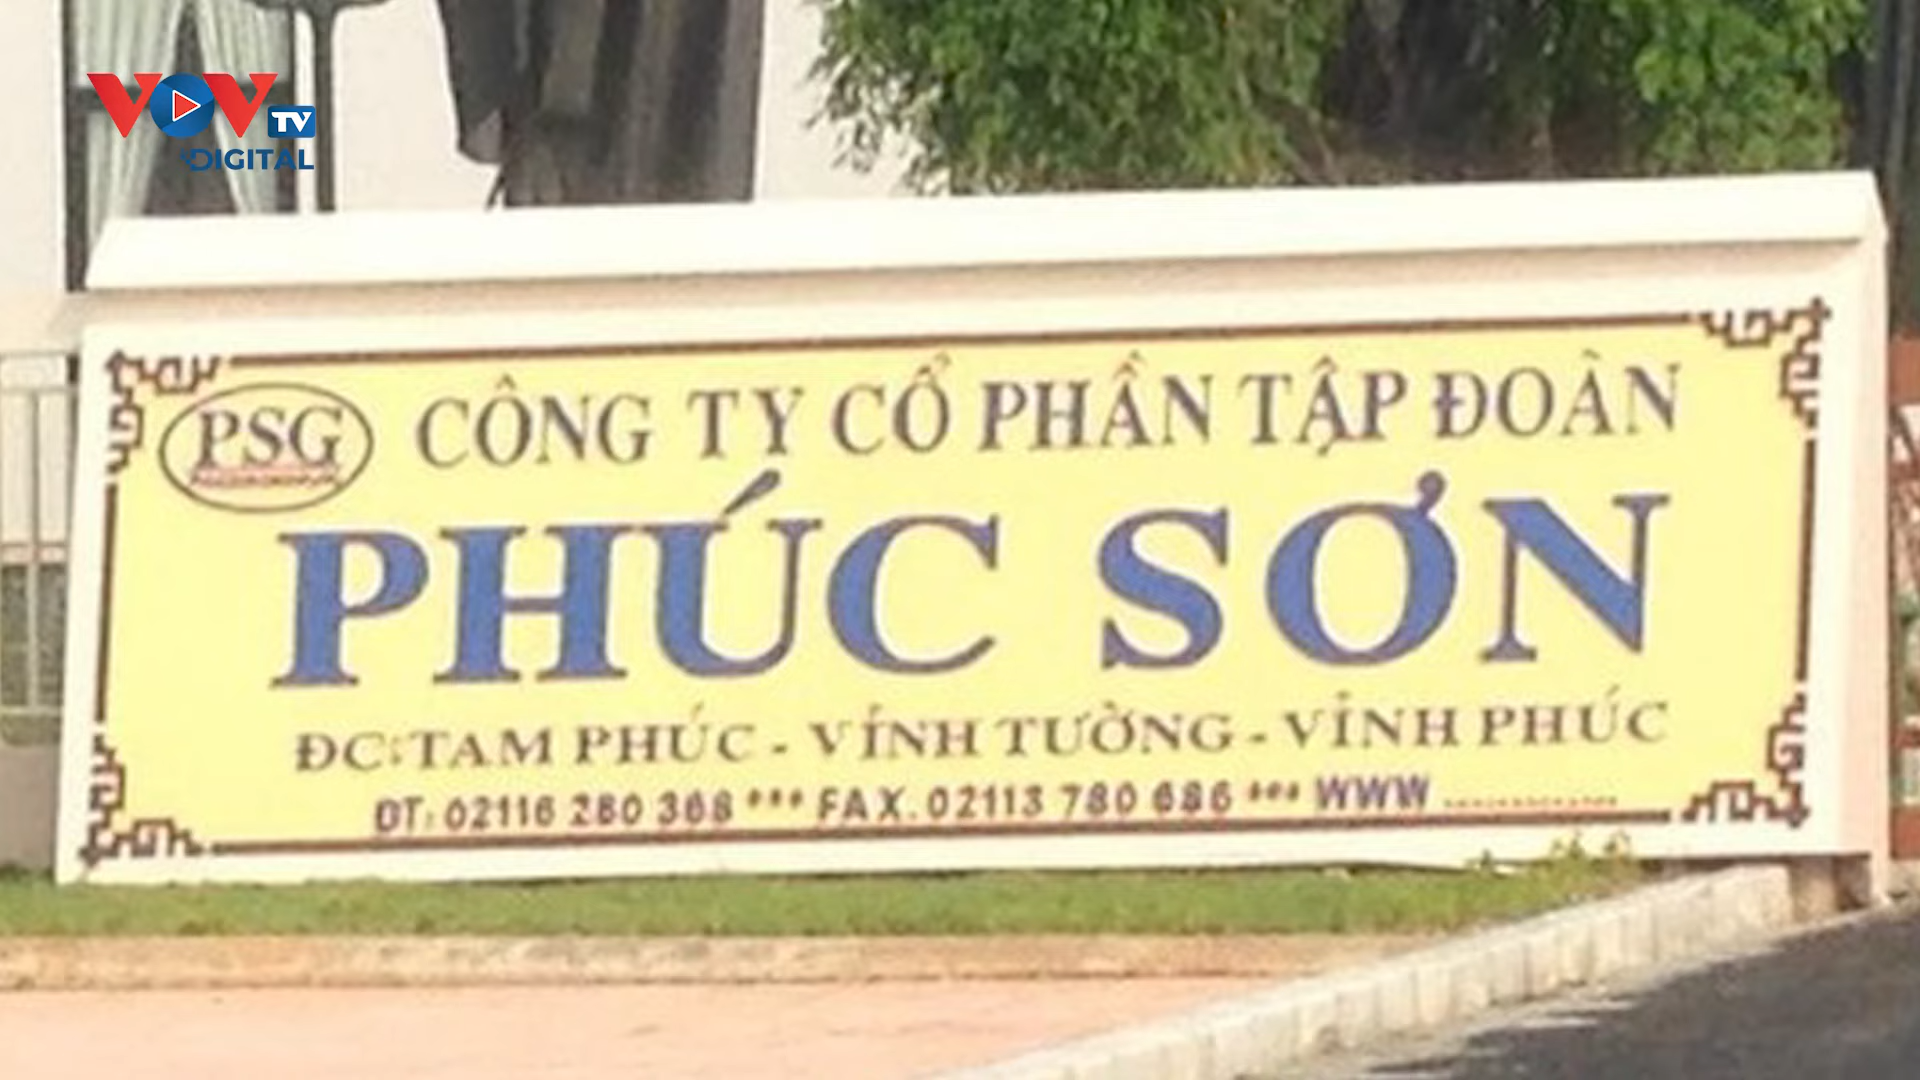 VOV TV
DIGITAL
PSG
CÔNG TY CỔ PHẦN TẬP ĐOÀN
PHÚC SƠN
ĐC: TAM PHÚC - VĨNH TƯỜNG - VĨNH PHÚC
ĐT: 02116 280 368 *** FAX. 02113 780 686 *** WWW